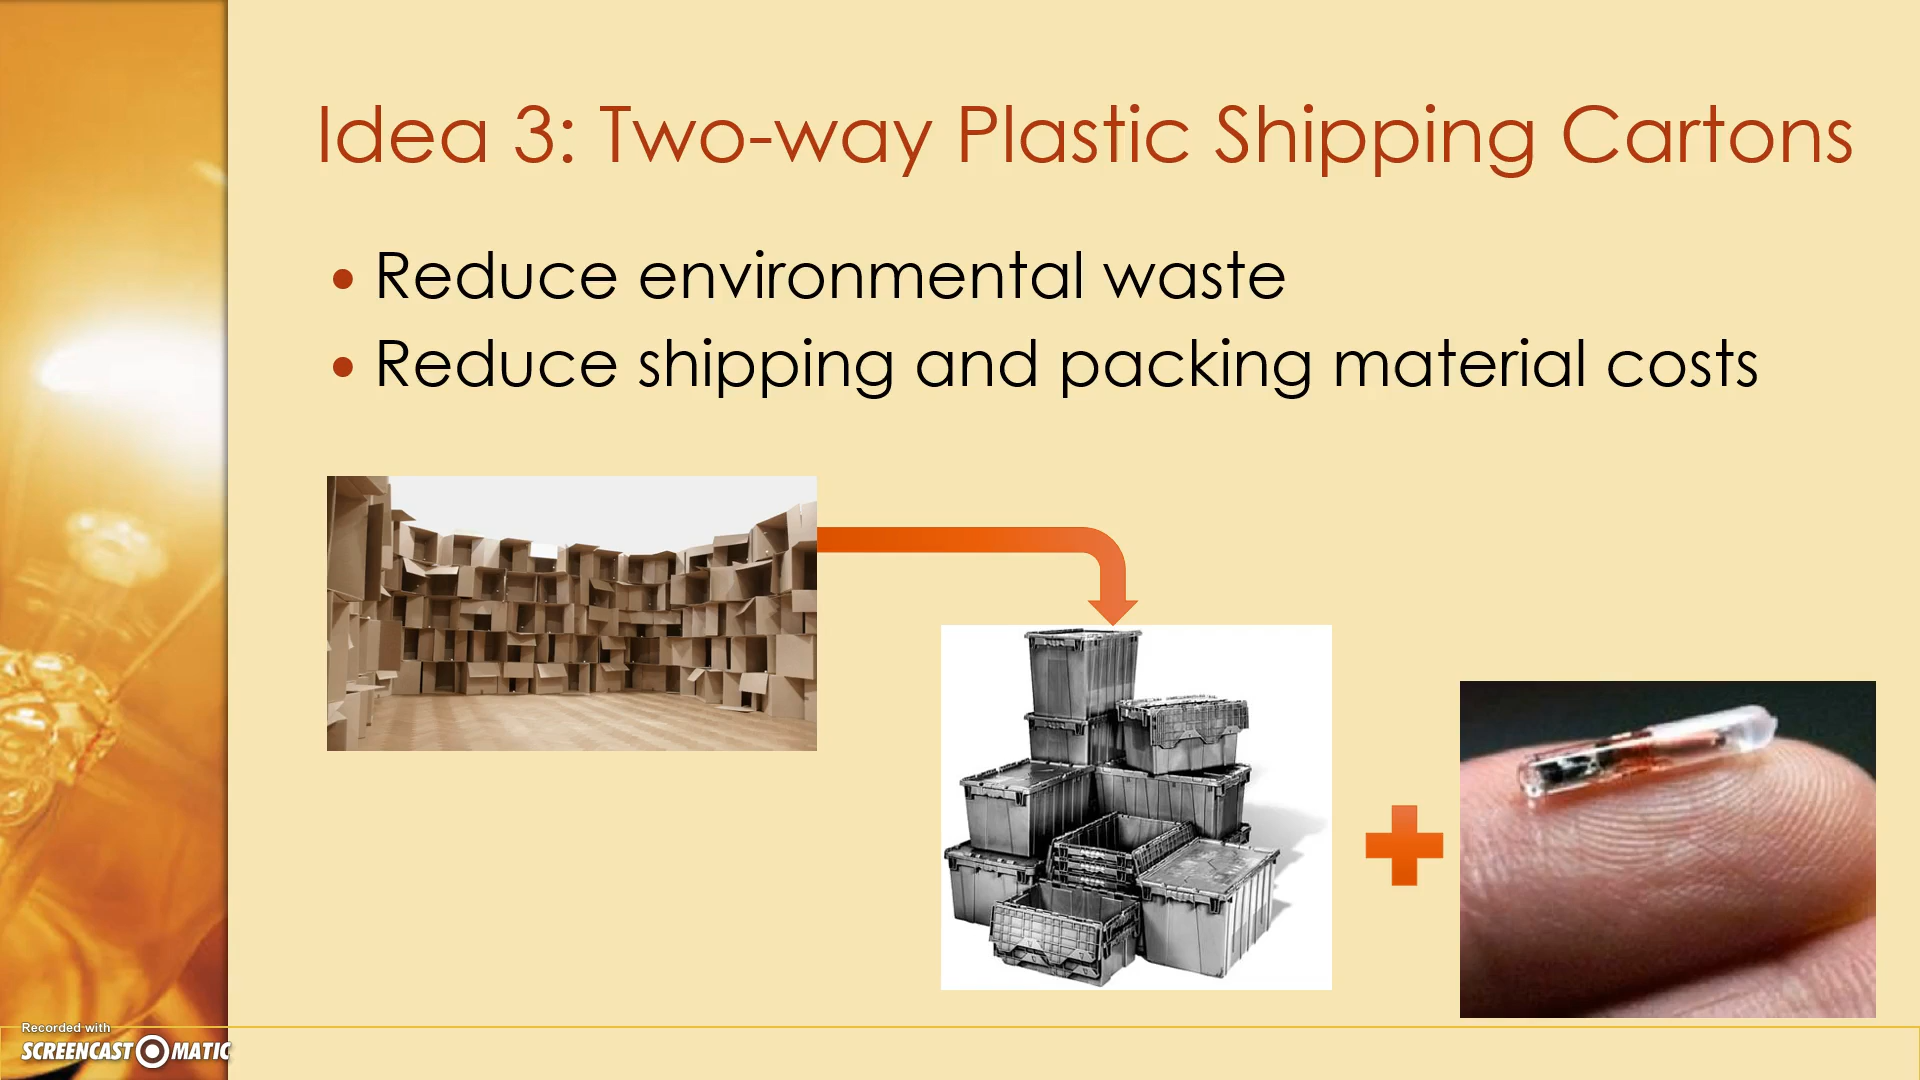 Idea 3: Two-way Plastic Shipping Cartons
• Reduce environmental waste
• Reduce shipping and packing material costs
Recorded with
SCREENCAST MATIC